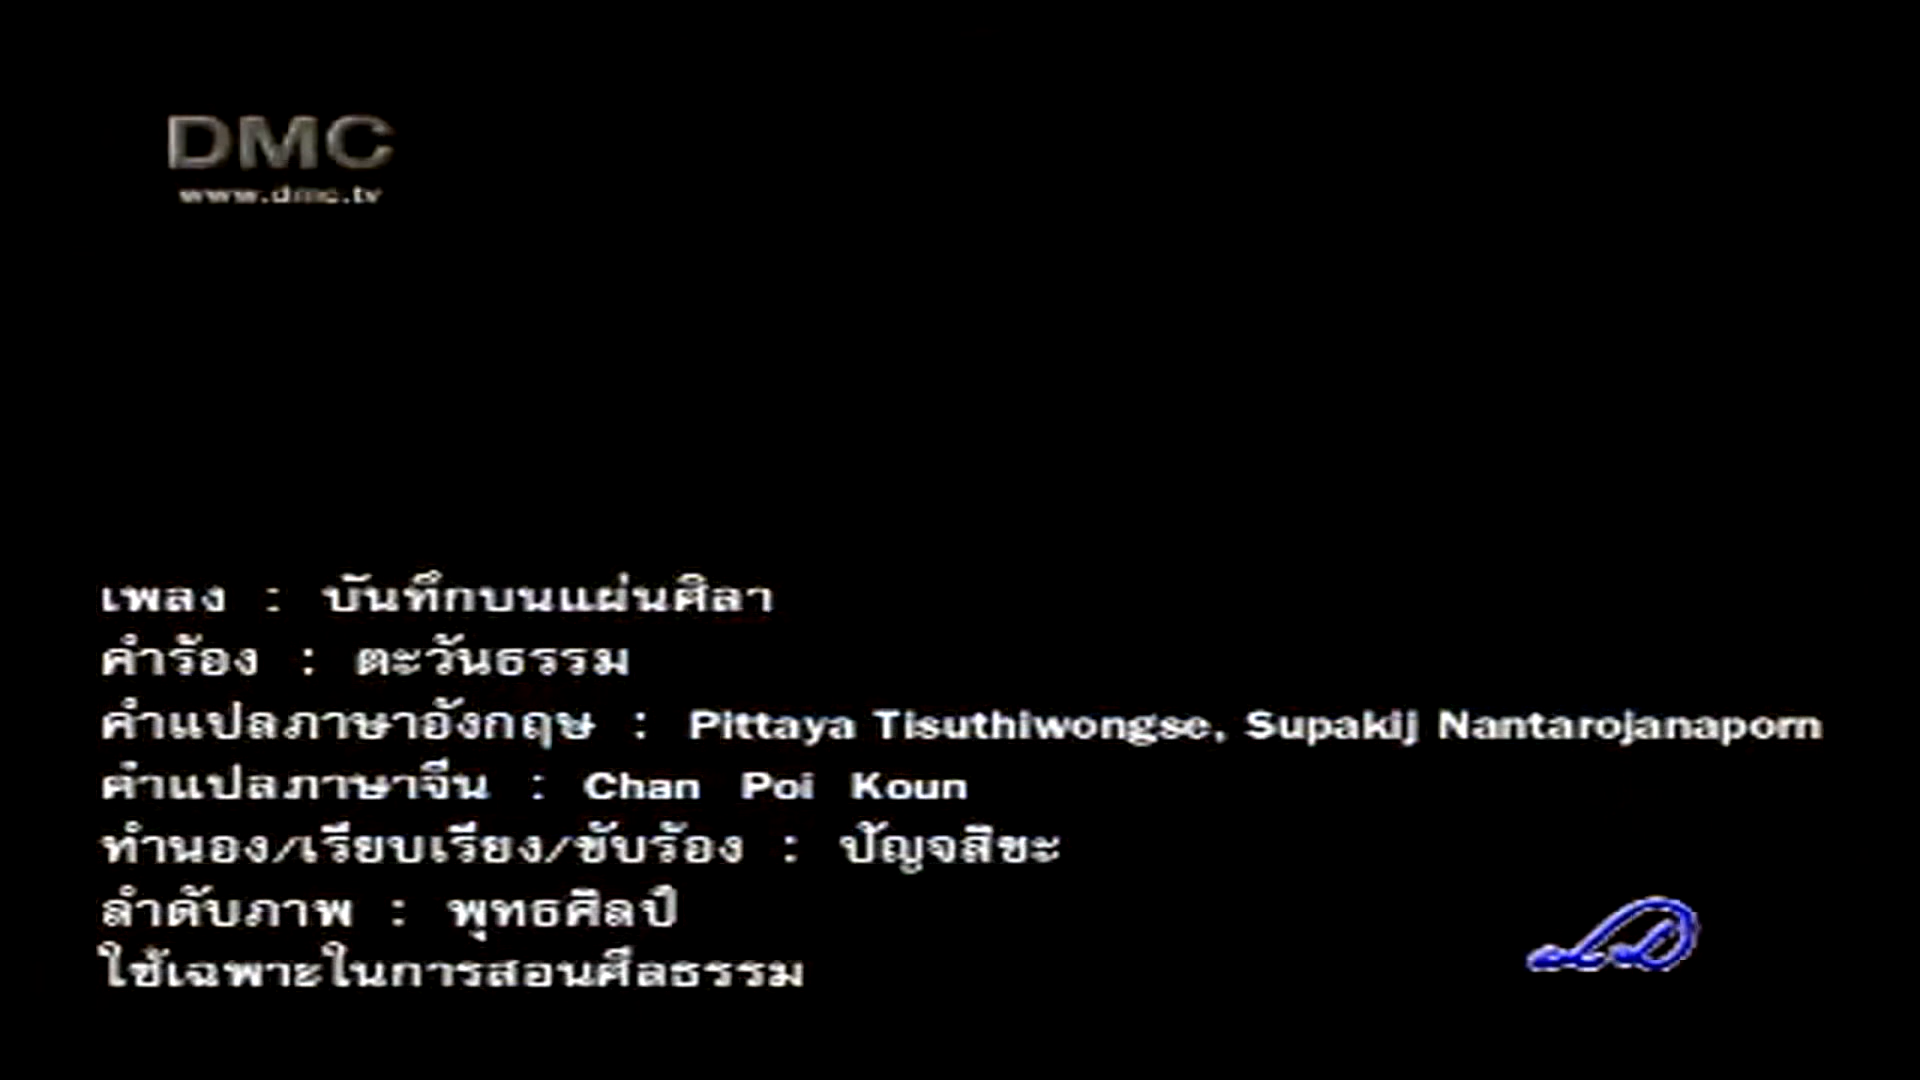 DMC
www.dmc.tv
เพลง : บันทึกบนแผ่นศิลา
คำร้อง : ตะวันธรรม
คำแปลภาษาอังกฤษ : Pittaya Tisuthiwongse, Supakij Nantarojanaporn
คำแปลภาษาจีน : Chan Poi Koun
ทำนอง/เรียบเรียง/ขับร้อง : ปัญจสิขะ
ลำดับภาพ : พุทธศิลป์
ใช้เฉพาะในการสอนศีลธรรม